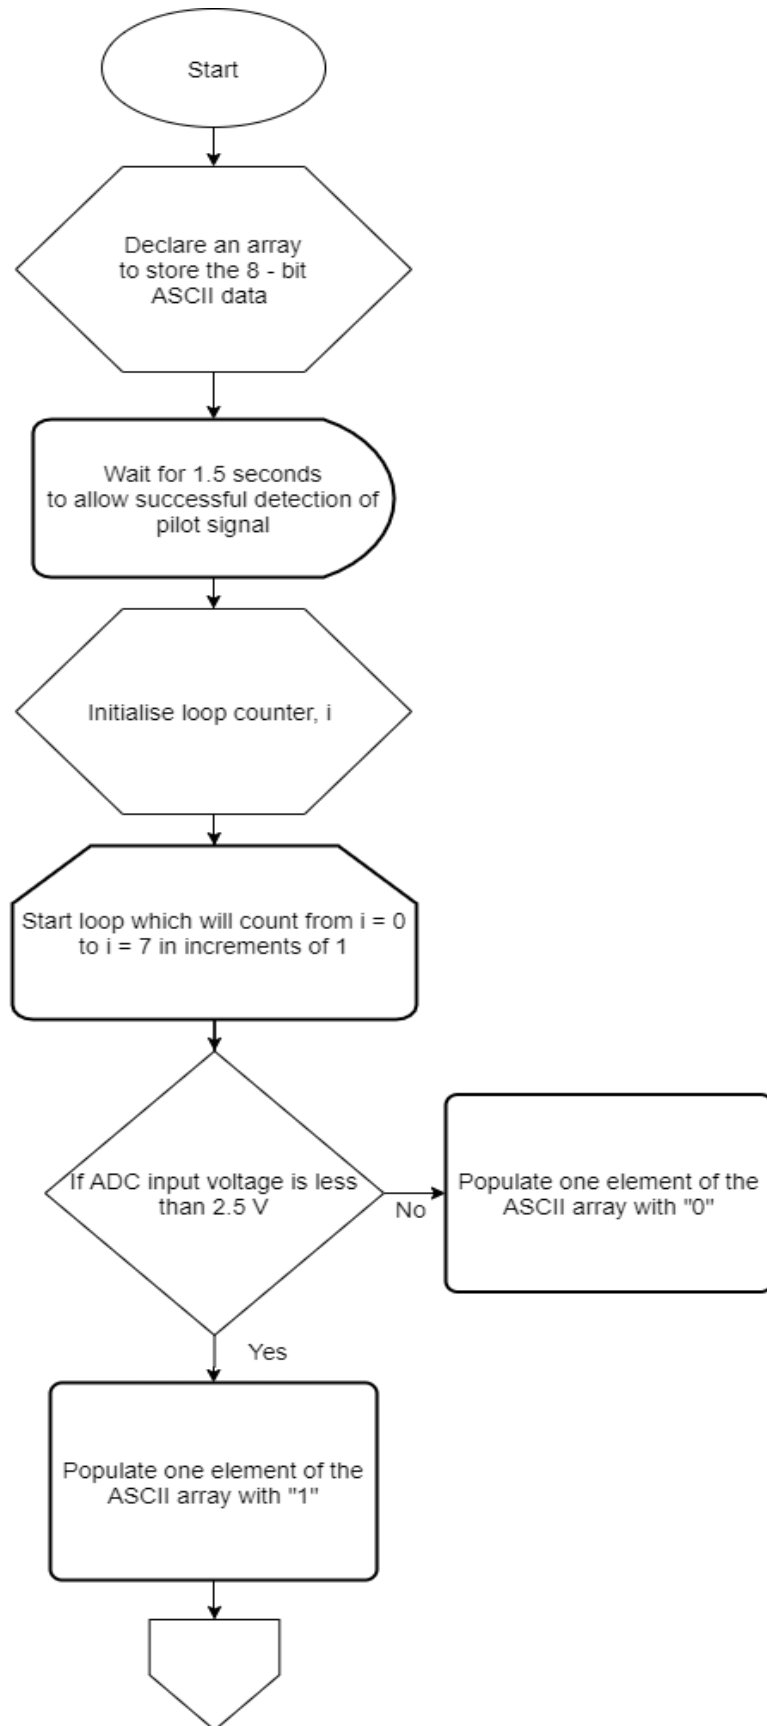 Start
Declare an array
to store the 8 - bit
ASCII data
Wait for 1.5 seconds
to allow successful detection of
pilot signal
Initialise loop counter, i
Start loop which will count from i = 0
to i = 7 in increments of 1
If ADC input voltage is less
than 2.5 V
No
Populate one element of the
ASCII array with "0"
Yes
Populate one element of the
ASCII array with "1"